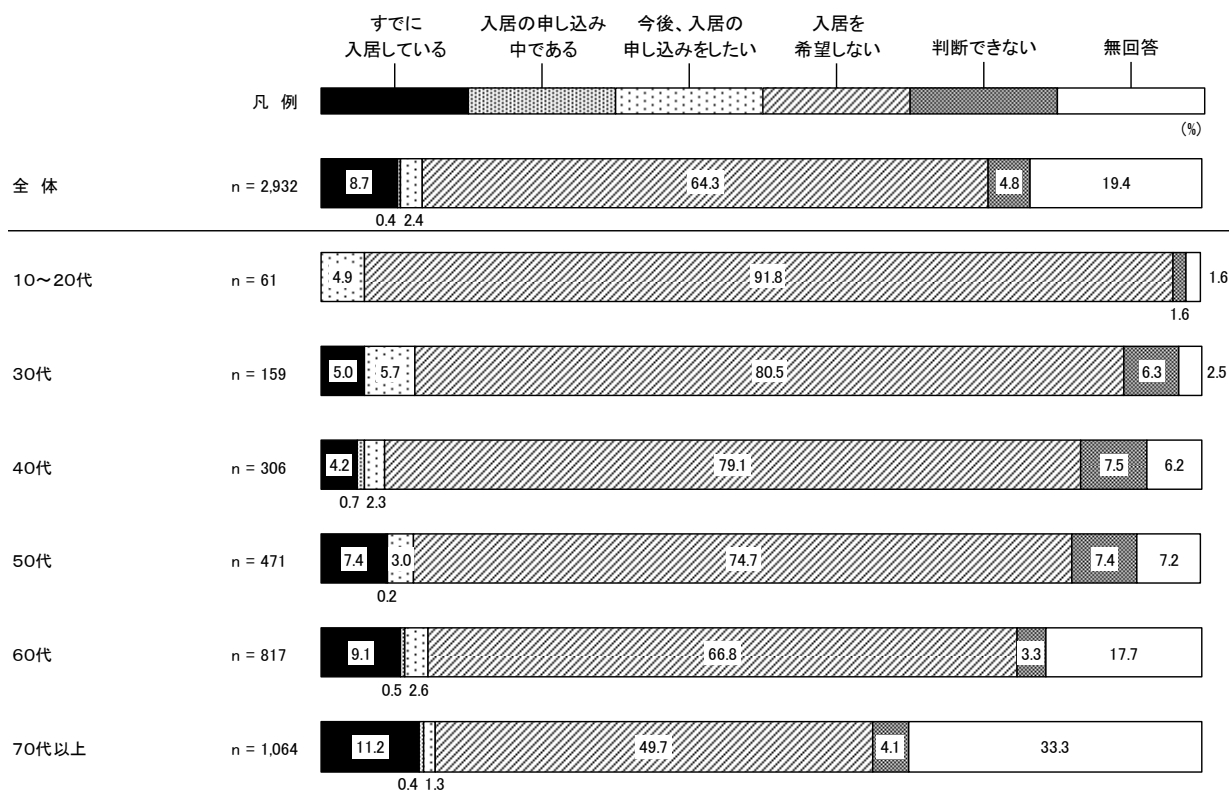 すでに
入居している
入居の申し込み
中である
今後、入居の
申し込みをしたい
入居を
希望しない
判断できない
無回答
凡 例
(%)
全 体 n = 2,932 8.7 64.3 4.8 19.4
0.4 2.4
10～20代 n = 61 4.9 91.8 1.6
1.6
30代 n = 159 5.0 5.7 80.5 6.3 2.5
40代 n = 306 4.2 79.1 7.5 6.2
0.7 2.3
50代 n = 471 7.4 3.0 74.7 7.4 7.2
0.2
60代 n = 817 9.1 66.8 3.3 17.7
0.5 2.6
70代以上 n = 1,064 11.2 49.7 4.1 33.3
0.4 1.3